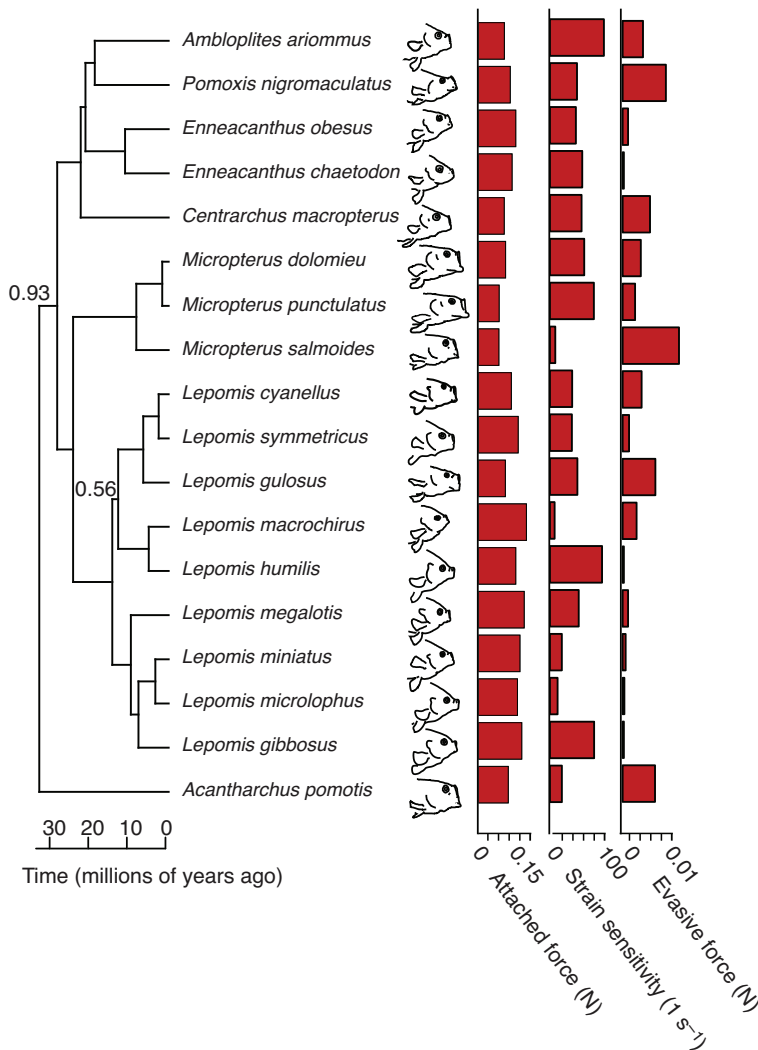 Ambloplites ariommus
Pomoxis nigromaculatus
Enneacanthus obesus
Enneacanthus chaetodon
Centrarchus macropterus
Micropterus dolomieu
0.93
Micropterus punctulatus
Micropterus salmoides
Lepomis cyanellus
Lepomis symmetricus
0.56
Lepomis gulosus
Lepomis macrochirus
Lepomis humilis
Lepomis megalotis
Lepomis miniatus
Lepomis microlophus
Lepomis gibbosus
Acantharchus pomotis
30 20 10 0
Time (millions of years ago)
0 0.15
Attached force (N)
0 100
Strain sensitivity (1 s⁻¹)
0 0.01
Evasive force (N)